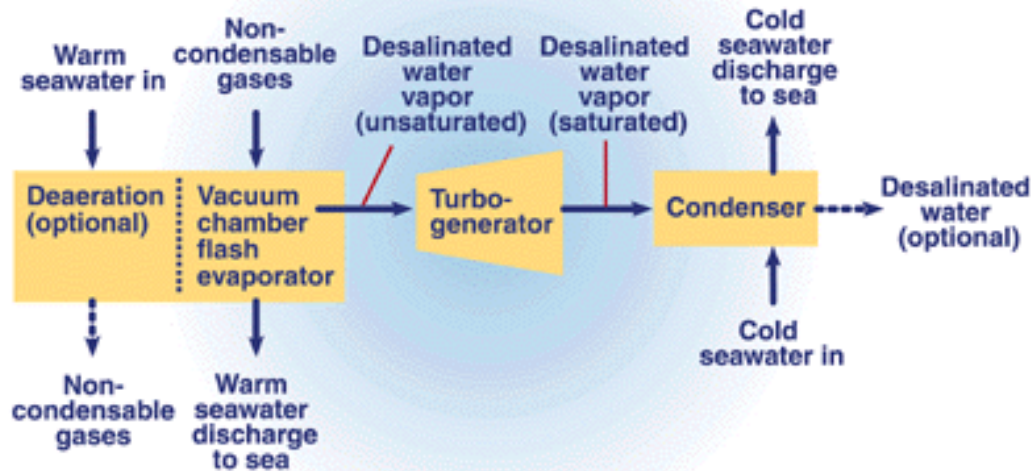 Warm
seawater in
Non-
condensable
gases
Desalinated
water
vapor
(unsaturated)
Desalinated
water
vapor
(saturated)
Cold
seawater
discharge
to sea
Deaeration
(optional)
Vacuum
chamber
flash
evaporator
Turbo-
generator
Condenser
Desalinated
water
(optional)
Non-
condensable
gases
Warm
seawater
discharge
to sea
Cold
seawater in